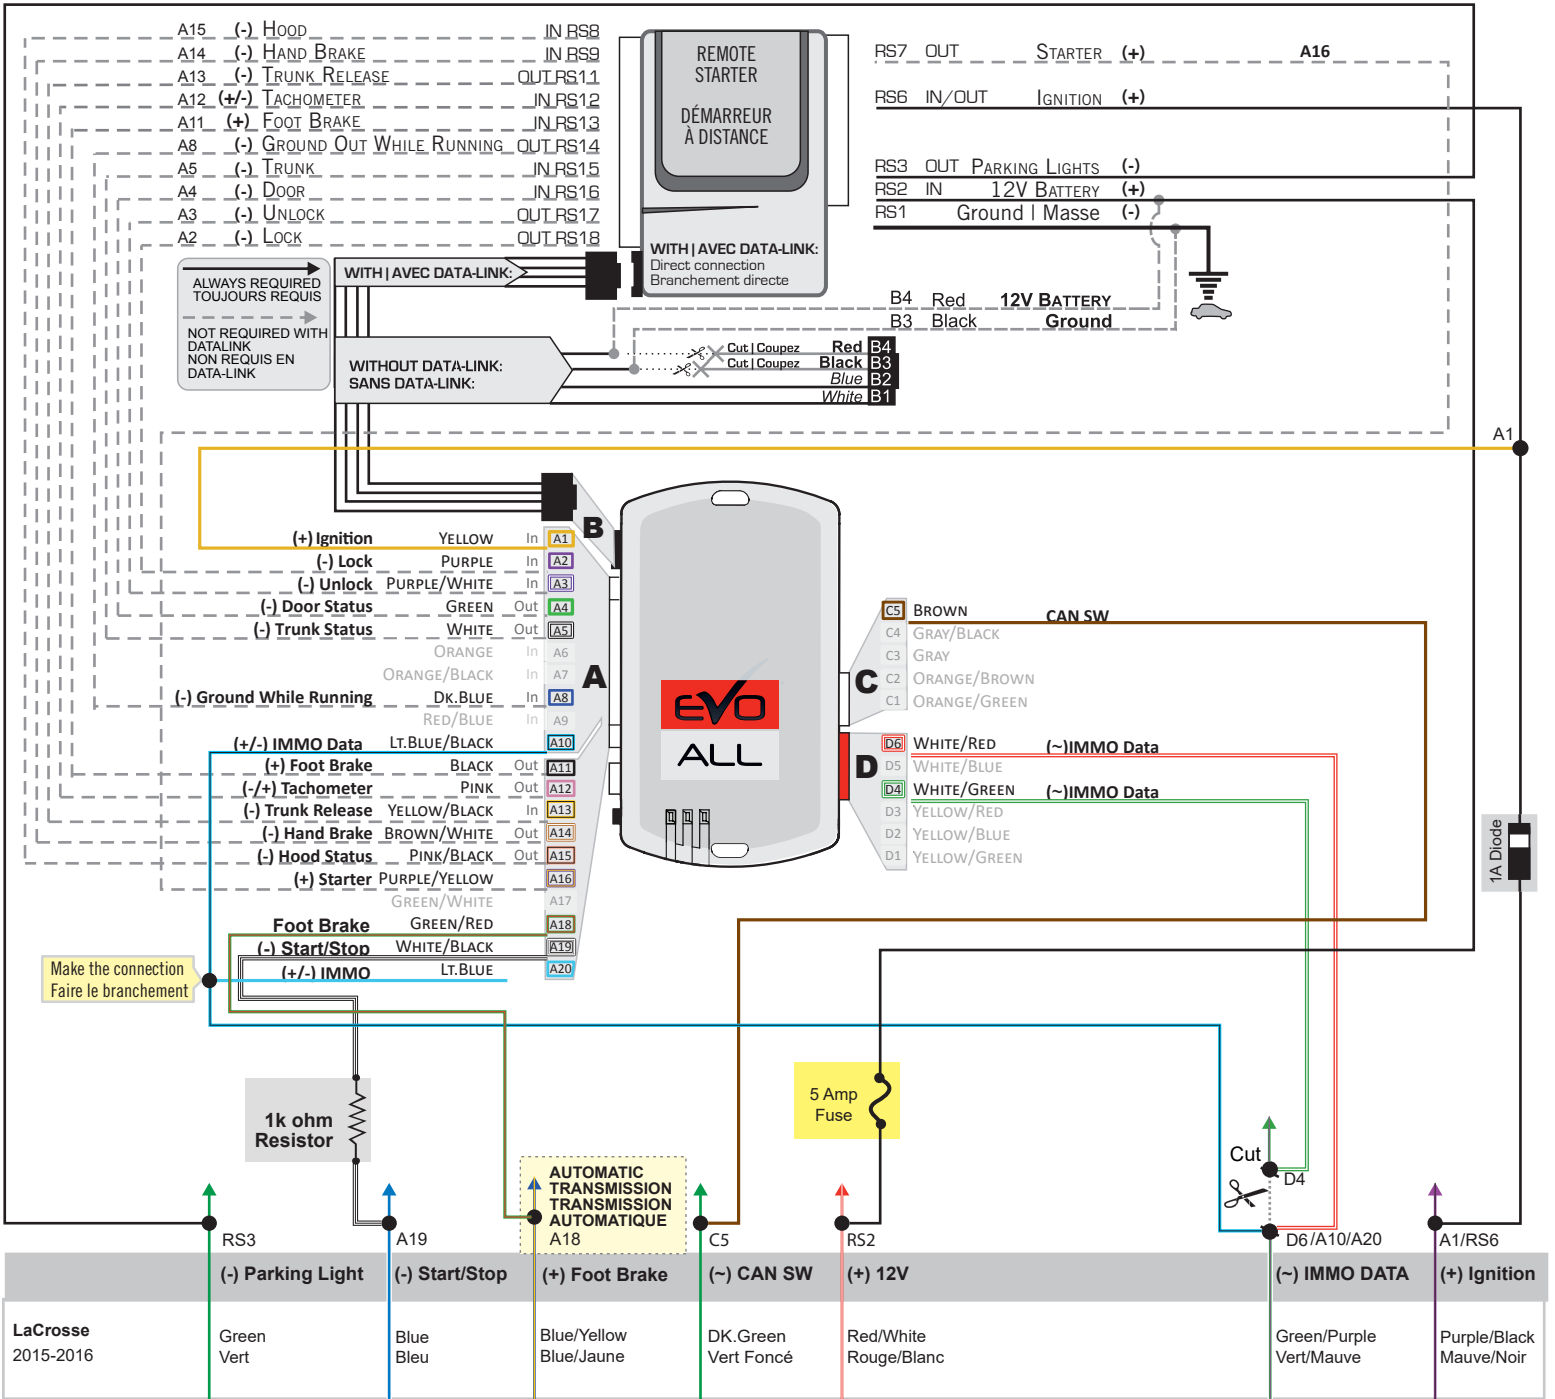 A15 (-) HOOD IN RS8
A14 (-) HAND BRAKE IN RS9
A13 (-) TRUNK RELEASE OUT RS11
A12 (+/-) TACHOMETER IN RS12
A11 (+) FOOT BRAKE IN RS13
A8 (-) GROUND OUT WHILE RUNNING OUT RS14
A5 (-) TRUNK IN RS15
A4 (-) DOOR IN RS16
A3 (-) UNLOCK OUT RS17
A2 (-) LOCK OUT RS18
REMOTE
STARTER
DÉMARREUR
À DISTANCE
WITH | AVEC DATA-LINK:
Direct connection
Branchement directe
RS7 OUT STARTER (+) A16
RS6 IN/OUT IGNITION (+)
RS3 OUT PARKING LIGHTS (-)
RS2 IN 12V BATTERY (+)
RS1 Ground | Masse (-)
ALWAYS REQUIRED
TOUJOURS REQUIS
NOT REQUIRED WITH
DATALINK
NON REQUIS EN
DATA-LINK
WITH | AVEC DATA-LINK:
WITHOUT DATA-LINK:
SANS DATA-LINK:
B4 Red 12V BATTERY
B3 Black Ground
Cut | Coupez Red B4
Cut | Coupez Black B3
Blue B2
White B1
A1
B
(+) Ignition YELLOW In A1
(-) Lock PURPLE In A2
(-) Unlock PURPLE/WHITE In A3
(-) Door Status GREEN Out A4
(-) Trunk Status WHITE Out A5
ORANGE In A6
ORANGE/BLACK In A7
(-) Ground While Running DK.BLUE In A8
RED/BLUE In A9
(+/-) IMMO Data LT.BLUE/BLACK A10
(+) Foot Brake BLACK Out A11
(-/+) Tachometer PINK Out A12
(-) Trunk Release YELLOW/BLACK In A13
(-) Hand Brake BROWN/WHITE Out A14
(-) Hood Status PINK/BLACK Out A15
(+) Starter PURPLE/YELLOW A16
GREEN/WHITE A17
Foot Brake GREEN/RED A18
(-) Start/Stop WHITE/BLACK A19
(+/-) IMMO LT.BLUE A20
A
EVO
ALL
C
C5 BROWN CAN SW
C4 GRAY/BLACK
C3 GRAY
C2 ORANGE/BROWN
C1 ORANGE/GREEN
D
D6 WHITE/RED (~)IMMO Data
D5 WHITE/BLUE
D4 WHITE/GREEN (~)IMMO Data
D3 YELLOW/RED
D2 YELLOW/BLUE
D1 YELLOW/GREEN
1A Diode
Make the connection
Faire le branchement
1k ohm
Resistor
5 Amp
Fuse
AUTOMATIC
TRANSMISSION
TRANSMISSION
AUTOMATIQUE
A18
Cut
D4
RS3 A19 C5 RS2 D6/A10/A20 A1/RS6
(-) Parking Light (-) Start/Stop (+) Foot Brake (~) CAN SW (+) 12V (~) IMMO DATA (+) Ignition
LaCrosse
2015-2016
Green
Vert
Blue
Bleu
Blue/Yellow
Blue/Jaune
DK.Green
Vert Foncé
Red/White
Rouge/Blanc
Green/Purple
Vert/Mauve
Purple/Black
Mauve/Noir